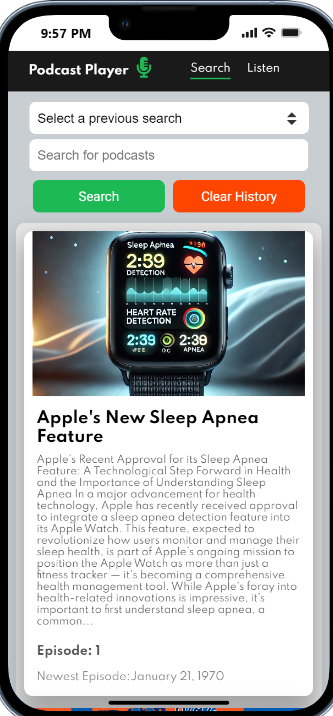 9:57 PM
Podcast Player Search Listen
Select a previous search
Search for podcasts
Search Clear History
Sleep Apnea
2:39
DETECTION
HEART RATE
DETECTION
2:39 2:39
APNEA
Apple's New Sleep Apnea
Feature
Apple's Recent Approval for its Sleep Apnea
Feature: A Technological Step Forward in Health
and the Importance of Understanding Sleep
Apnea In a major advancement for health
technology, Apple has recently received approval
to integrate a sleep apnea detection feature into
its Apple Watch. This feature, expected to
revolutionize how users monitor and manage their
sleep health, is part of Apple's ongoing mission to
position the Apple Watch as more than just a
fitness tracker — it's becoming a comprehensive
health management tool. While Apple's foray into
health-related innovations is impressive, it's
important to first understand sleep apnea, a
common...
Episode: 1
Newest Episode:January 21, 1970